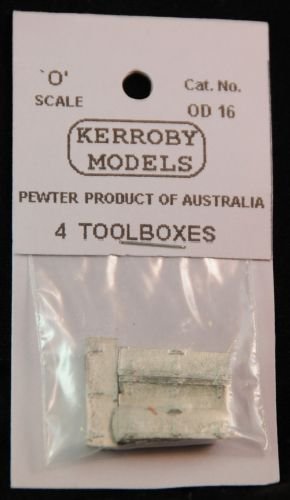 `O'
SCALE
Cat. No.
OD 16
KERROBY
MODELS
PEWTER PRODUCT OF AUSTRALIA
4 TOOLBOXES